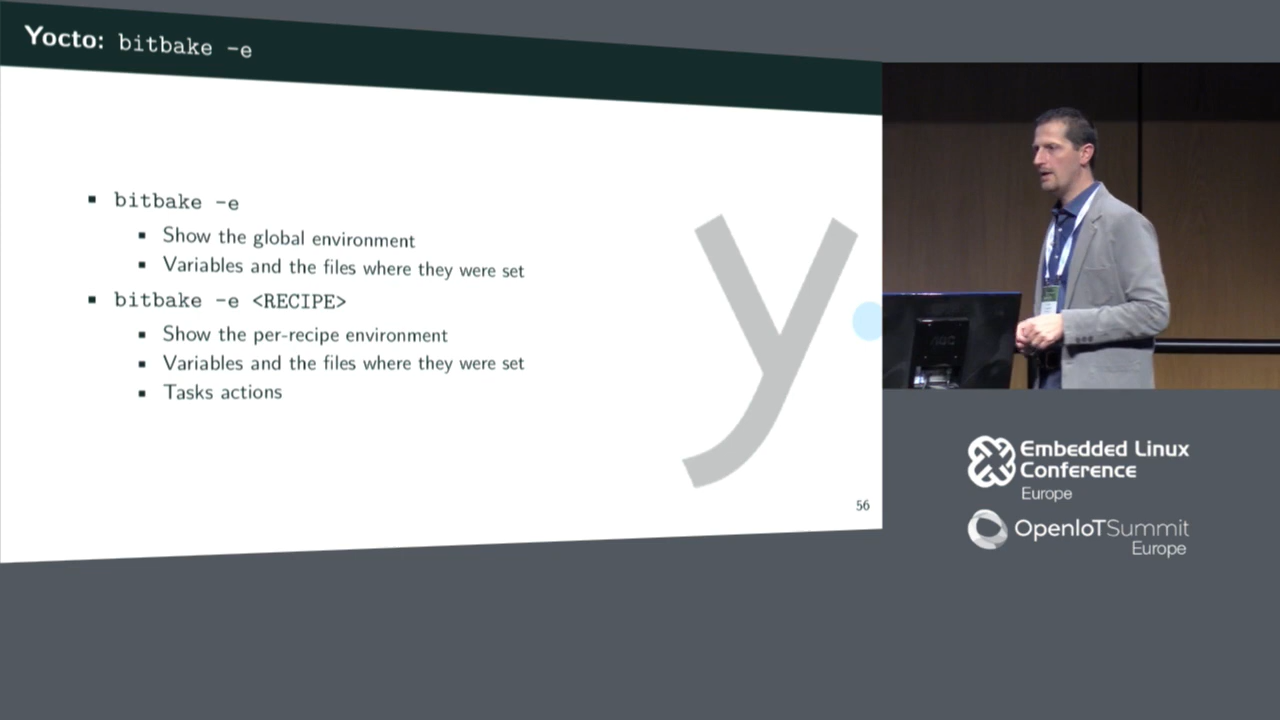 Yocto: bitbake -e
▪ bitbake -e
▪ Show the global environment
▪ Variables and the files where they were set
▪ bitbake -e <RECIPE>
▪ Show the per-recipe environment
▪ Variables and the files where they were set
▪ Tasks actions
y.
56
AOC
Embedded Linux
Conference
Europe
OpenIoTSummit
Europe